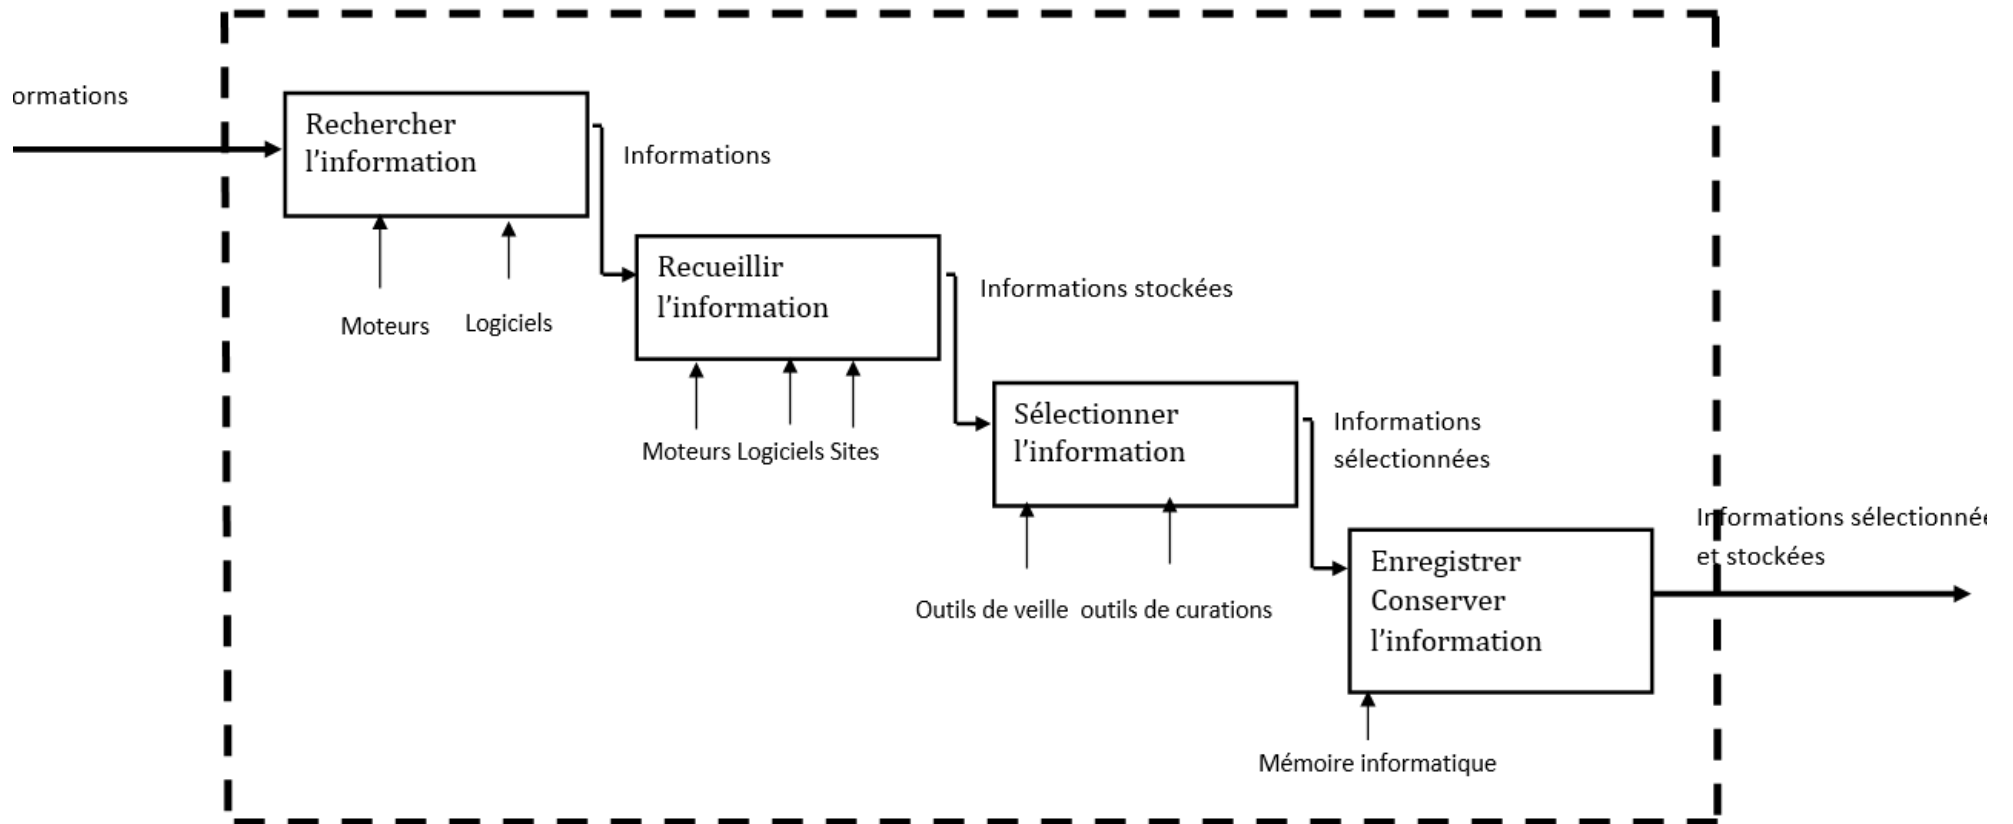 ormations
Rechercher
l'information
Informations
Moteurs
Logiciels
Recueillir
l'information
Informations stockées
Moteurs Logiciels Sites
Sélectionner
l'information
Informations
sélectionnées
Outils de veille outils de curations
Enregistrer
Conserver
l'information
Informations sélectionnée
et stockées
Mémoire informatique